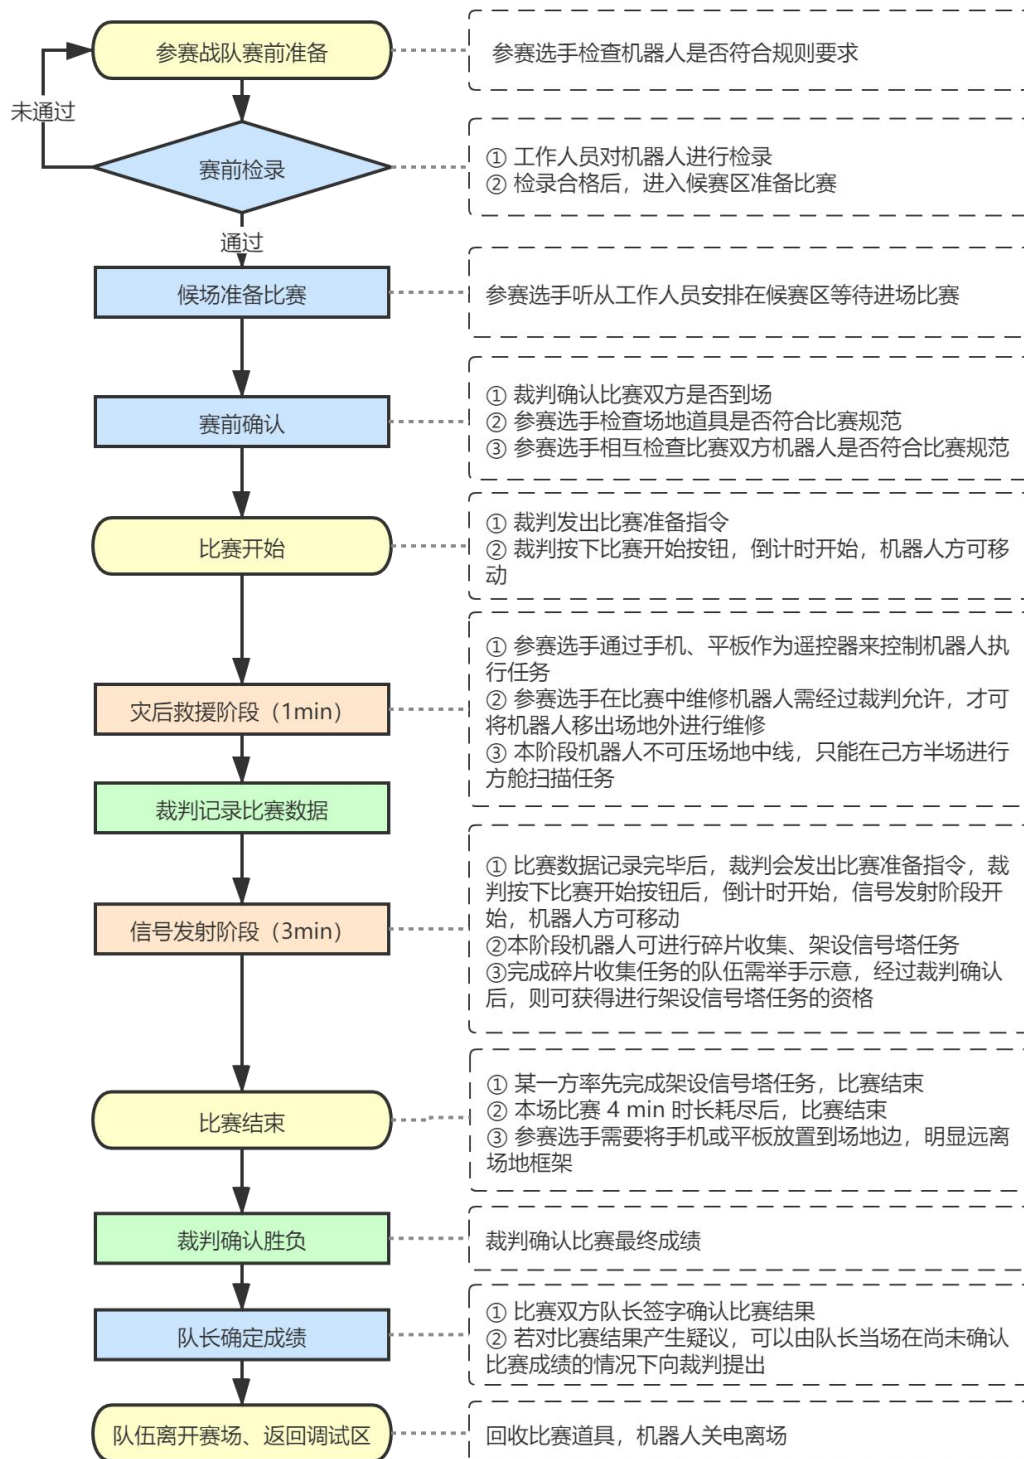 参赛战队赛前准备
参赛选手检查机器人是否符合规则要求
未通过
赛前检录
① 工作人员对机器人进行检录
② 检录合格后，进入候赛区准备比赛
通过
候场准备比赛
参赛选手听从工作人员安排在候赛区等待进场比赛
赛前确认
① 裁判确认比赛双方是否到场
② 参赛选手检查场地道具是否符合比赛规范
③ 参赛选手相互检查比赛双方机器人是否符合比赛规范
比赛开始
① 裁判发出比赛准备指令
② 裁判按下比赛开始按钮，倒计时开始，机器人方可移
动
灾后救援阶段（1min）
① 参赛选手通过手机、平板作为遥控器来控制机器人执
行任务
② 参赛选手在比赛中维修机器人需经过裁判允许，才可
将机器人移出场地外进行维修
③ 本阶段机器人不可压场地中线，只能在己方半场进行
方舱扫描任务
裁判记录比赛数据
信号发射阶段（3min）
① 比赛数据记录完毕后，裁判会发出比赛准备指令，裁
判按下比赛开始按钮后，倒计时开始，信号发射阶段开
始，机器人方可移动
②本阶段机器人可进行碎片收集、架设信号塔任务
③完成碎片收集任务的队伍需举手示意，经过裁判确认
后，则可获得进行架设信号塔任务的资格
比赛结束
① 某一方率先完成架设信号塔任务，比赛结束
② 本场比赛 4 min 时长耗尽后，比赛结束
③ 参赛选手需要将手机或平板放置到场地边，明显远离
场地框架
裁判确认胜负
裁判确认比赛最终成绩
队长确定成绩
① 比赛双方队长签字确认比赛结果
② 若对比赛结果产生疑议，可以由队长当场在尚未确认
比赛成绩的情况下向裁判提出
队伍离开赛场、返回调试区
回收比赛道具，机器人关电离场